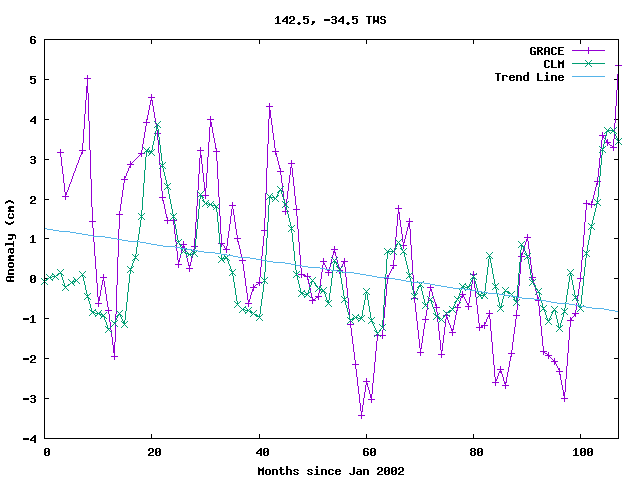 142.5, -34.5 TWS
GRACE
CLM
Trend Line
6
5
4
3
2
1
0
-1
-2
-3
-4
Anomaly (cm)
0 20 40 60 80 100
Months since Jan 2002